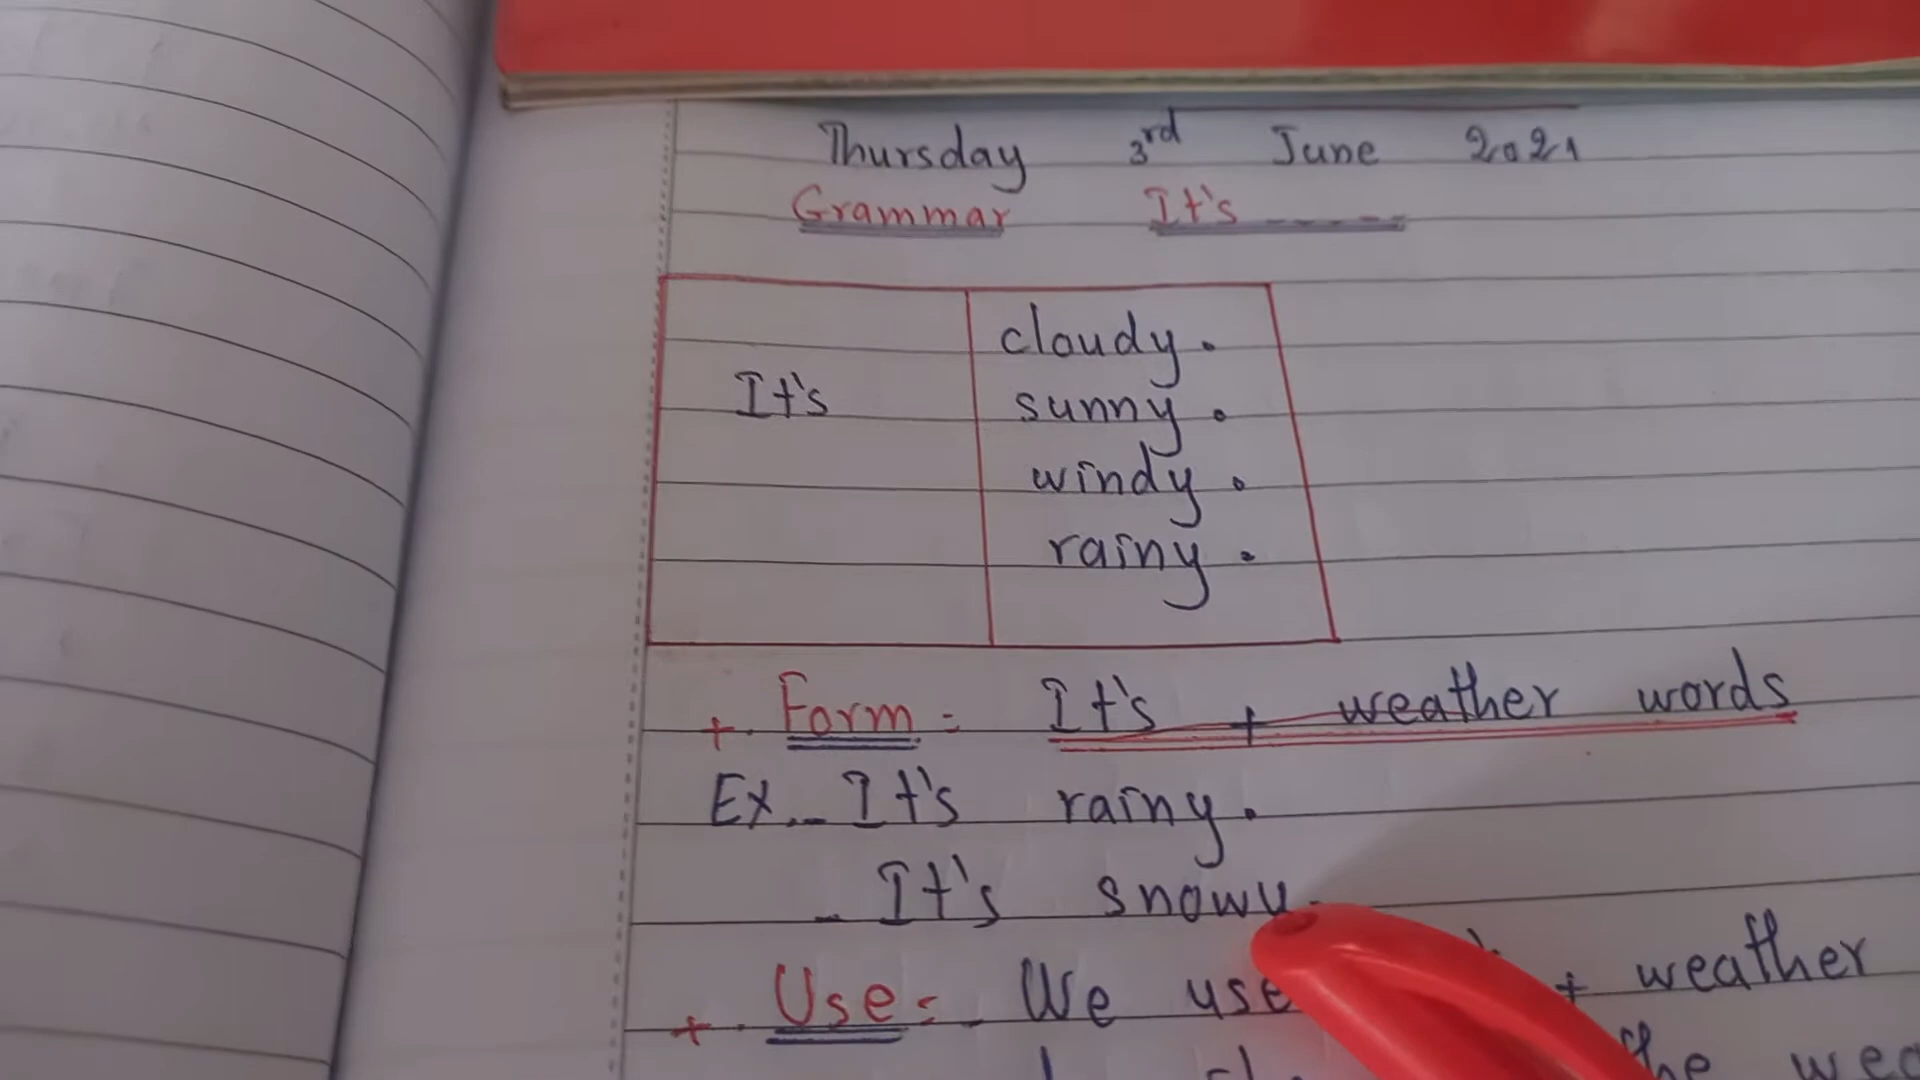 Thursday 3rd June 2021
Grammar It's -----
It's
cloudy.
sunny.
windy.
rainy.
+. Form: It's + weather words
Ex.- It's rainy.
- It's snowy.
+. Use: - We use + weather
the